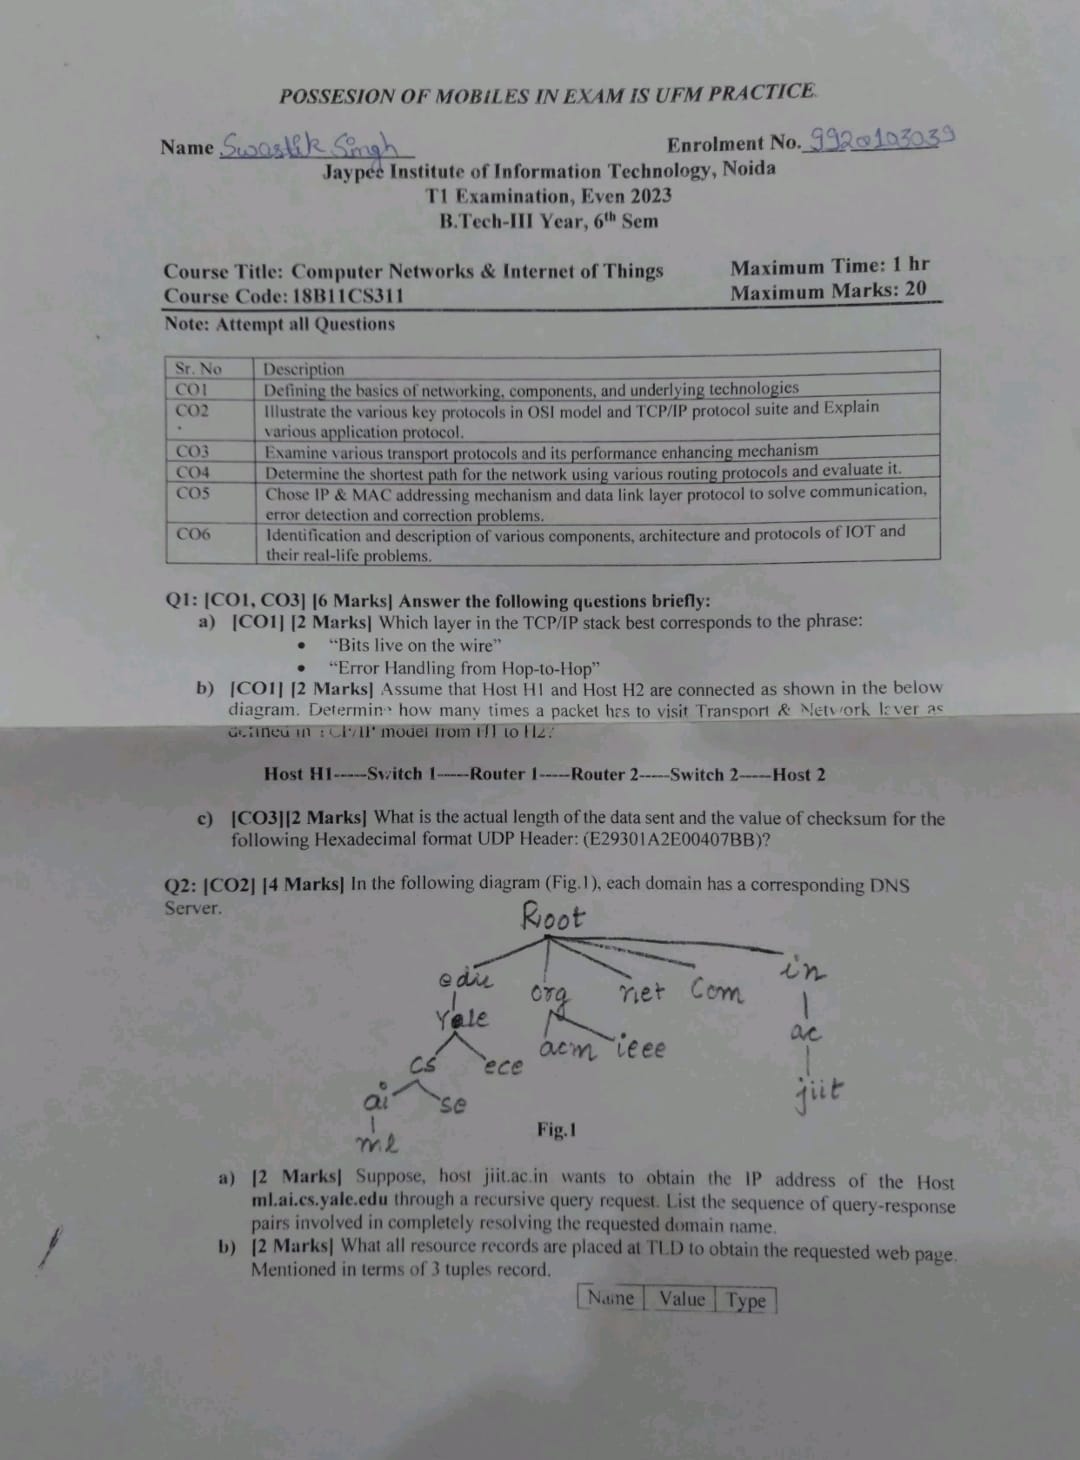 POSSESION OF MOBILES IN EXAM IS UFM PRACTICE.
Name Swastik Singh Enrolment No. 9920103039
Jaypee Institute of Information Technology, Noida
T1 Examination, Even 2023
B.Tech-III Year, 6th Sem
Course Title: Computer Networks & Internet of Things Maximum Time: 1 hr
Course Code: 18B11CS311 Maximum Marks: 20
Note: Attempt all Questions
Sr. No Description
CO1 Defining the basics of networking, components, and underlying technologies
CO2 Illustrate the various key protocols in OSI model and TCP/IP protocol suite and Explain
various application protocol.
CO3 Examine various transport protocols and its performance enhancing mechanism
CO4 Determine the shortest path for the network using various routing protocols and evaluate it.
CO5 Chose IP & MAC addressing mechanism and data link layer protocol to solve communication,
error detection and correction problems.
CO6 Identification and description of various components, architecture and protocols of IOT and
their real-life problems.
Q1: [CO1, CO3] [6 Marks] Answer the following questions briefly:
a) [CO1] [2 Marks] Which layer in the TCP/IP stack best corresponds to the phrase:
• "Bits live on the wire"
• "Error Handling from Hop-to-Hop"
b) [CO1] [2 Marks] Assume that Host H1 and Host H2 are connected as shown in the below
diagram. Determine how many times a packet has to visit Transport & Network layer as
defined in TCP/IP model from H1 to H2?
Host H1-----Switch 1-----Router 1-----Router 2-----Switch 2-----Host 2
c) [CO3][2 Marks] What is the actual length of the data sent and the value of checksum for the
following Hexadecimal format UDP Header: (E29301A2E00407BB)?
Q2: [CO2] [4 Marks] In the following diagram (Fig.1), each domain has a corresponding DNS
Server.
Root
edu org net Com in
Yale acm ieee ac
cs ece jiit
ai se
ml
Fig.1
a) [2 Marks] Suppose, host jiit.ac.in wants to obtain the IP address of the Host
ml.ai.cs.yale.edu through a recursive query request. List the sequence of query-response
pairs involved in completely resolving the requested domain name.
b) [2 Marks] What all resource records are placed at TLD to obtain the requested web page.
Mentioned in terms of 3 tuples record.
Name Value Type